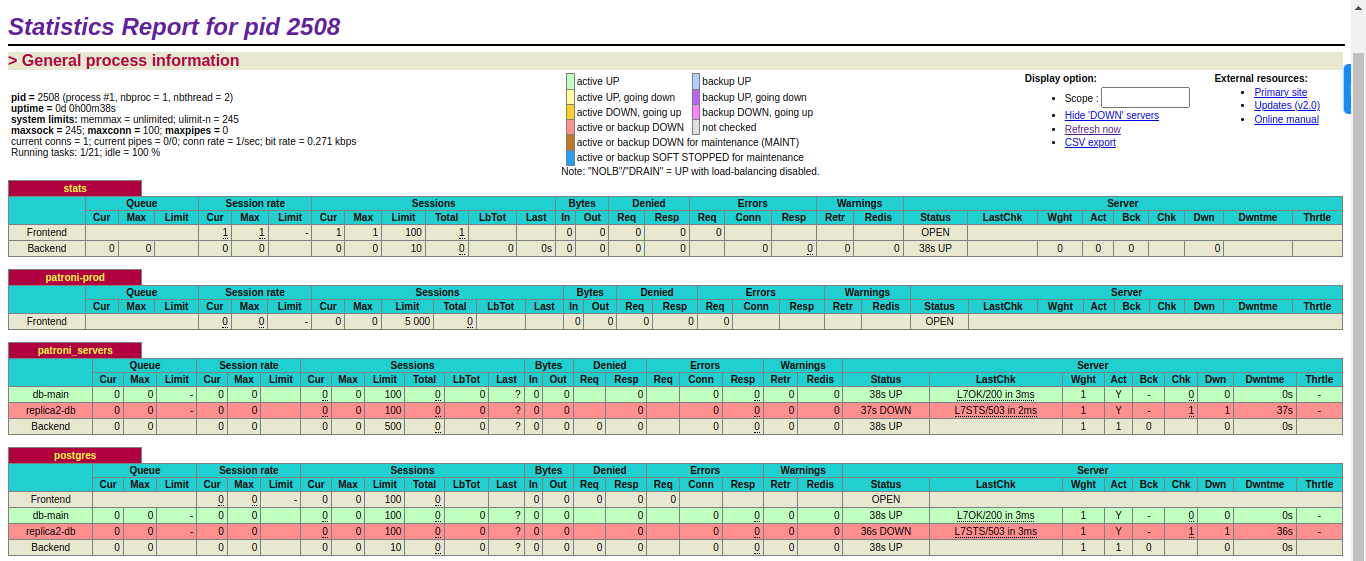 Statistics Report for pid 2508
> General process information
pid = 2508 (process #1, nbproc = 1, nbthread = 2)
uptime = 0d 0h00m38s
system limits: memmax = unlimited; ulimit-n = 245
maxsock = 245; maxconn = 100; maxpipes = 0
current conns = 1; current pipes = 0/0; conn rate = 1/sec; bit rate = 0.271 kbps
Running tasks: 1/21; idle = 100 %
active UP backup UP
active UP, going down backup UP, going down
active DOWN, going up backup DOWN, going up
active or backup DOWN not checked
active or backup DOWN for maintenance (MAINT)
active or backup SOFT STOPPED for maintenance
Note: "NOLB"/"DRAIN" = UP with load-balancing disabled.
Display option:
• Scope :
• Hide 'DOWN' servers
• Refresh now
• CSV export
External resources:
• Primary site
• Updates (v2.0)
• Online manual
stats
Queue Session rate Sessions Bytes Denied Errors Warnings Server
Cur Max Limit Cur Max Limit Cur Max Limit Total LbTot Last In Out Req Resp Req Conn Resp Retr Redis Status LastChk Wght Act Bck Chk Dwn Dwntme Thrtle
Frontend 1 1 - 1 1 100 1 0 0 0 0 0 OPEN
Backend 0 0 0 0 0 0 10 0 0 0s 0 0 0 0 0 0 0 0 38s UP 0 0 0 0
patroni-prod
Queue Session rate Sessions Bytes Denied Errors Warnings Server
Cur Max Limit Cur Max Limit Cur Max Limit Total LbTot Last In Out Req Resp Req Conn Resp Retr Redis Status LastChk Wght Act Bck Chk Dwn Dwntme Thrtle
Frontend 0 0 - 0 0 5 000 0 0 0 0 0 0 OPEN
patroni_servers
Queue Session rate Sessions Bytes Denied Errors Warnings Server
Cur Max Limit Cur Max Limit Cur Max Limit Total LbTot Last In Out Req Resp Req Conn Resp Retr Redis Status LastChk Wght Act Bck Chk Dwn Dwntme Thrtle
db-main 0 0 - 0 0 0 0 100 0 0 ? 0 0 0 0 0 0 0 38s UP L7OK/200 in 3ms 1 Y - 0 0 0s -
replica2-db 0 0 - 0 0 0 0 100 0 0 ? 0 0 0 0 0 0 0 37s DOWN L7STS/503 in 2ms 1 Y - 1 1 37s -
Backend 0 0 0 0 0 0 500 0 0 ? 0 0 0 0 0 0 0 0 38s UP 1 1 0 0 0s
postgres
Queue Session rate Sessions Bytes Denied Errors Warnings Server
Cur Max Limit Cur Max Limit Cur Max Limit Total LbTot Last In Out Req Resp Req Conn Resp Retr Redis Status LastChk Wght Act Bck Chk Dwn Dwntme Thrtle
Frontend 0 0 - 0 0 100 0 0 0 0 0 0 OPEN
db-main 0 0 - 0 0 0 0 100 0 0 ? 0 0 0 0 0 0 0 38s UP L7OK/200 in 3ms 1 Y - 0 0 0s -
replica2-db 0 0 - 0 0 0 0 100 0 0 ? 0 0 0 0 0 0 0 36s DOWN L7STS/503 in 3ms 1 Y - 1 1 36s -
Backend 0 0 0 0 0 0 10 0 0 ? 0 0 0 0 0 0 0 0 38s UP 1 1 0 0 0s